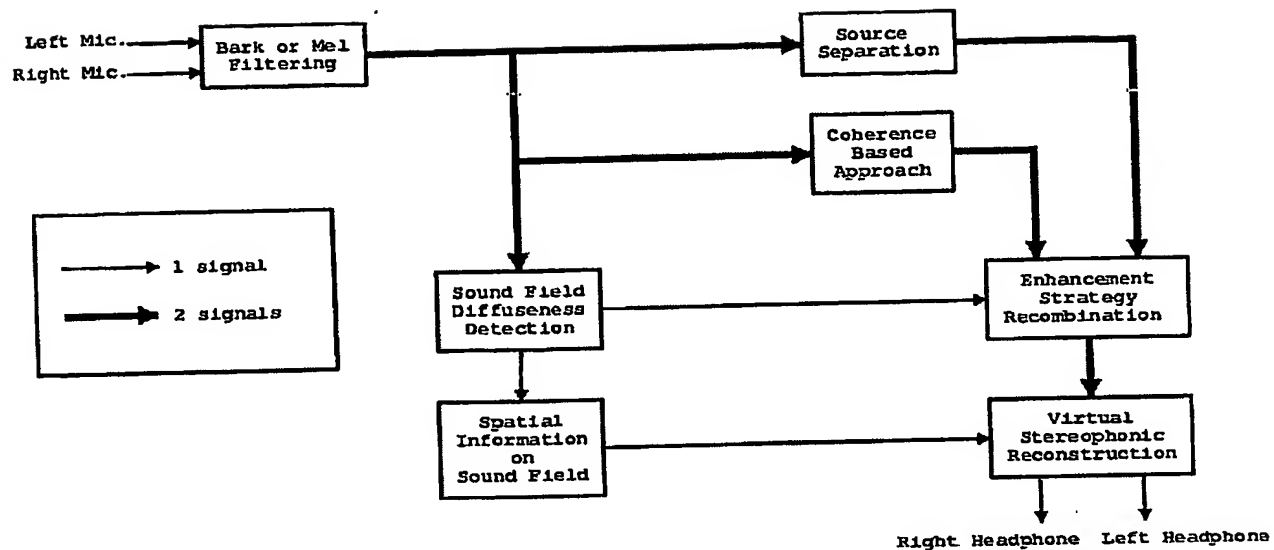 Left Mic.
Right Mic.
Bark or Mel
Filtering
Source
Separation
Coherence
Based
Approach
1 signal
2 signals
Sound Field
Diffuseness
Detection
Enhancement
Strategy
Recombination
Spatial
Information
on
Sound Field
Virtual
Stereophonic
Reconstruction
Right Headphone
Left Headphone